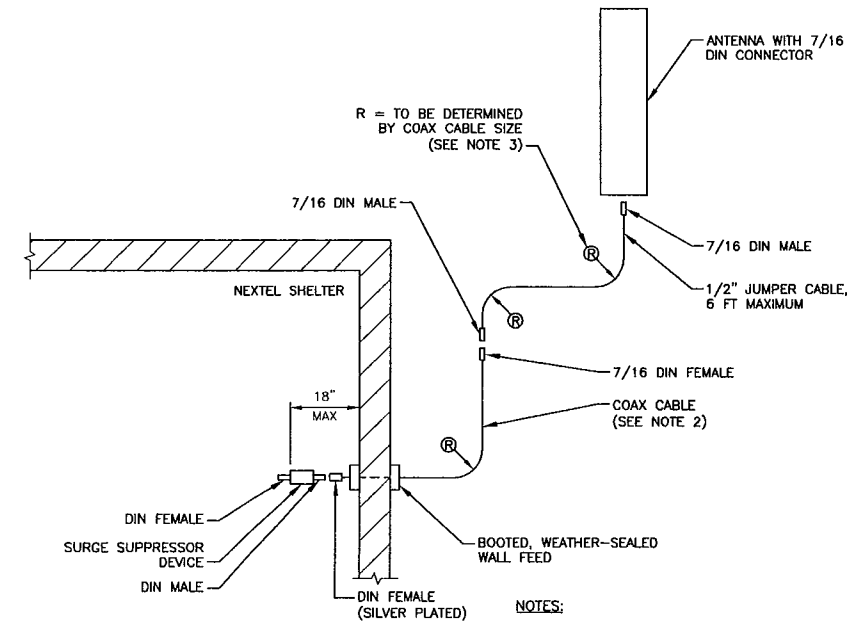 ANTENNA WITH 7/16
DIN CONNECTOR
R = TO BE DETERMINED
BY COAX CABLE SIZE
(SEE NOTE 3)
7/16 DIN MALE
R
7/16 DIN MALE
NEXTEL SHELTER
1/2" JUMPER CABLE,
6 FT MAXIMUM
R
7/16 DIN FEMALE
18"
MAX
COAX CABLE
(SEE NOTE 2)
R
DIN FEMALE
SURGE SUPPRESSOR
DEVICE
DIN MALE
BOOTED, WEATHER-SEALED
WALL FEED
DIN FEMALE
(SILVER PLATED)
NOTES: